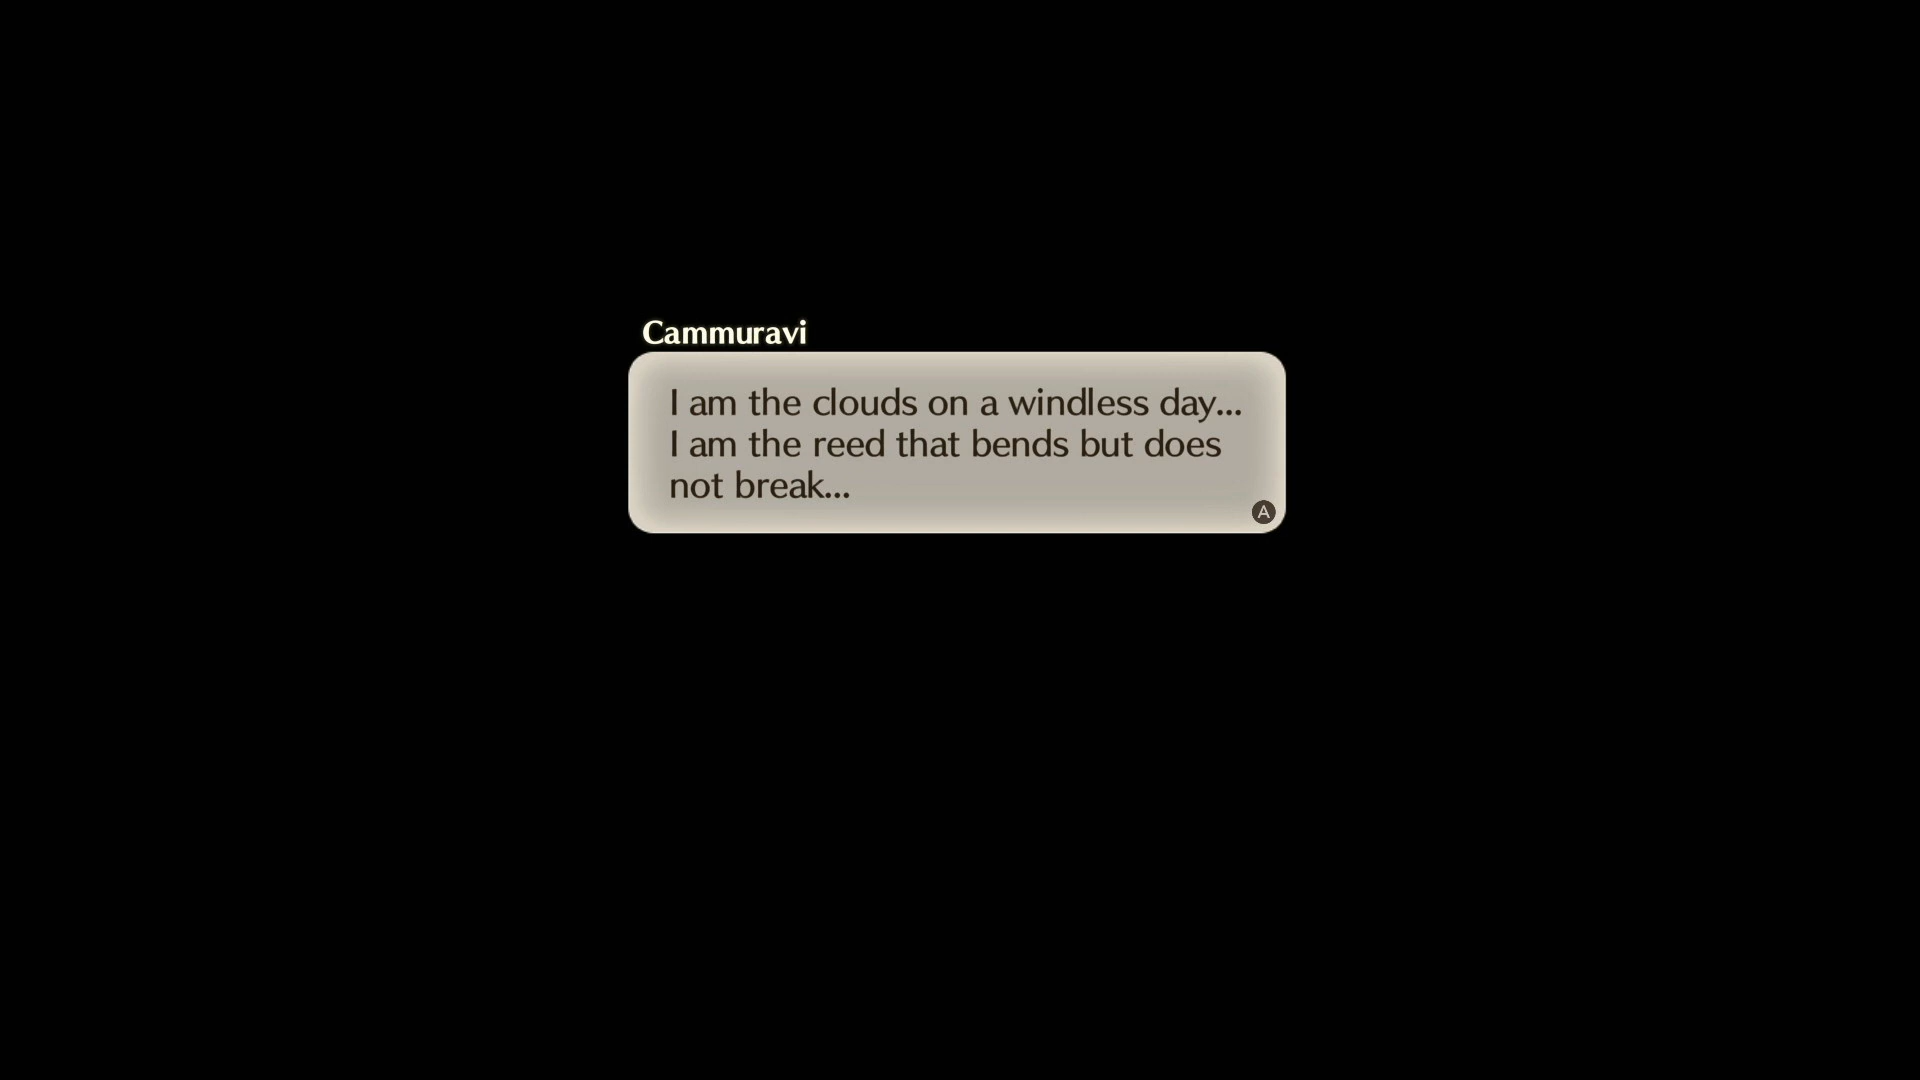 Cammuravi
I am the clouds on a windless day...
I am the reed that bends but does
not break...
A